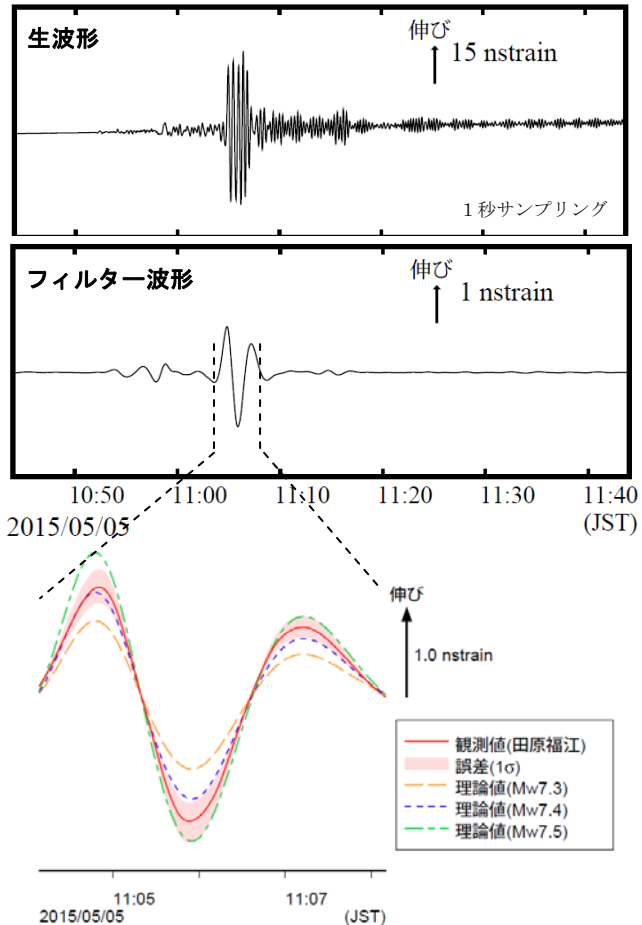 生波形
伸び
15 nstrain
1秒サンプリング
フィルター波形
伸び
1 nstrain
10:50 11:00 11:10 11:20 11:30 11:40
2015/05/05
(JST)
伸び
1.0 nstrain
観測値(田原福江)
誤差(1σ)
理論値(Mw7.3)
理論値(Mw7.4)
理論値(Mw7.5)
11:05 11:07
2015/05/05 (JST)